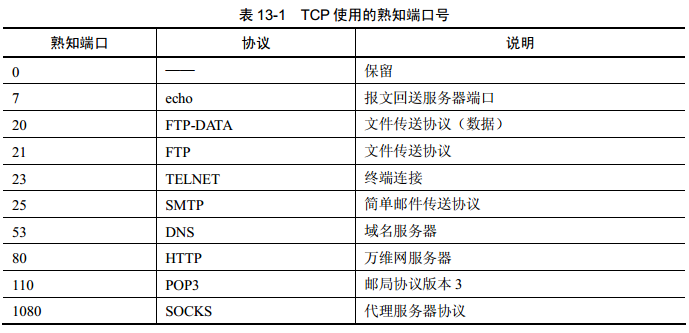 表 13-1 TCP 使用的熟知端口号
熟知端口 协议 说明
0 —— 保留
7 echo 报文回送服务器端口
20 FTP-DATA 文件传送协议（数据）
21 FTP 文件传送协议
23 TELNET 终端连接
25 SMTP 简单邮件传送协议
53 DNS 域名服务器
80 HTTP 万维网服务器
110 POP3 邮局协议版本 3
1080 SOCKS 代理服务器协议